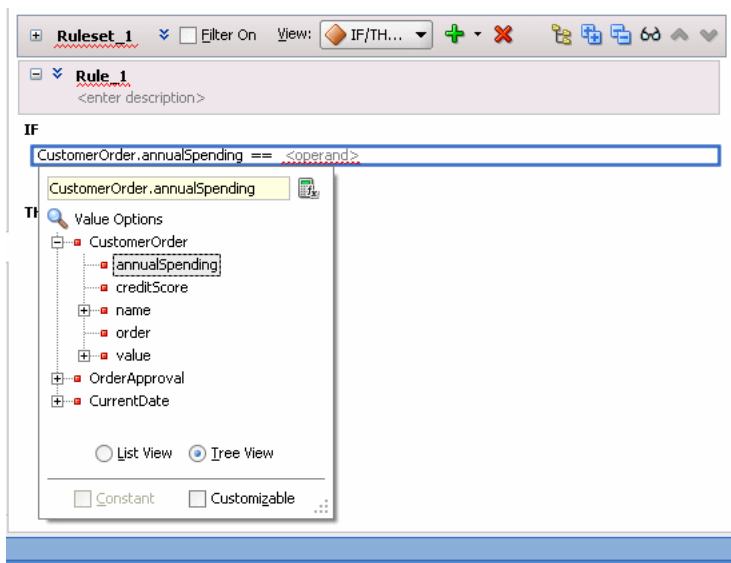 Ruleset_1 Filter On View: IF/TH...
Rule_1
<enter description>
IF
CustomerOrder.annualSpending == <operand>
CustomerOrder.annualSpending
TH
Value Options
CustomerOrder
annualSpending
creditScore
name
order
value
OrderApproval
CurrentDate
List View Tree View
Constant Customizable